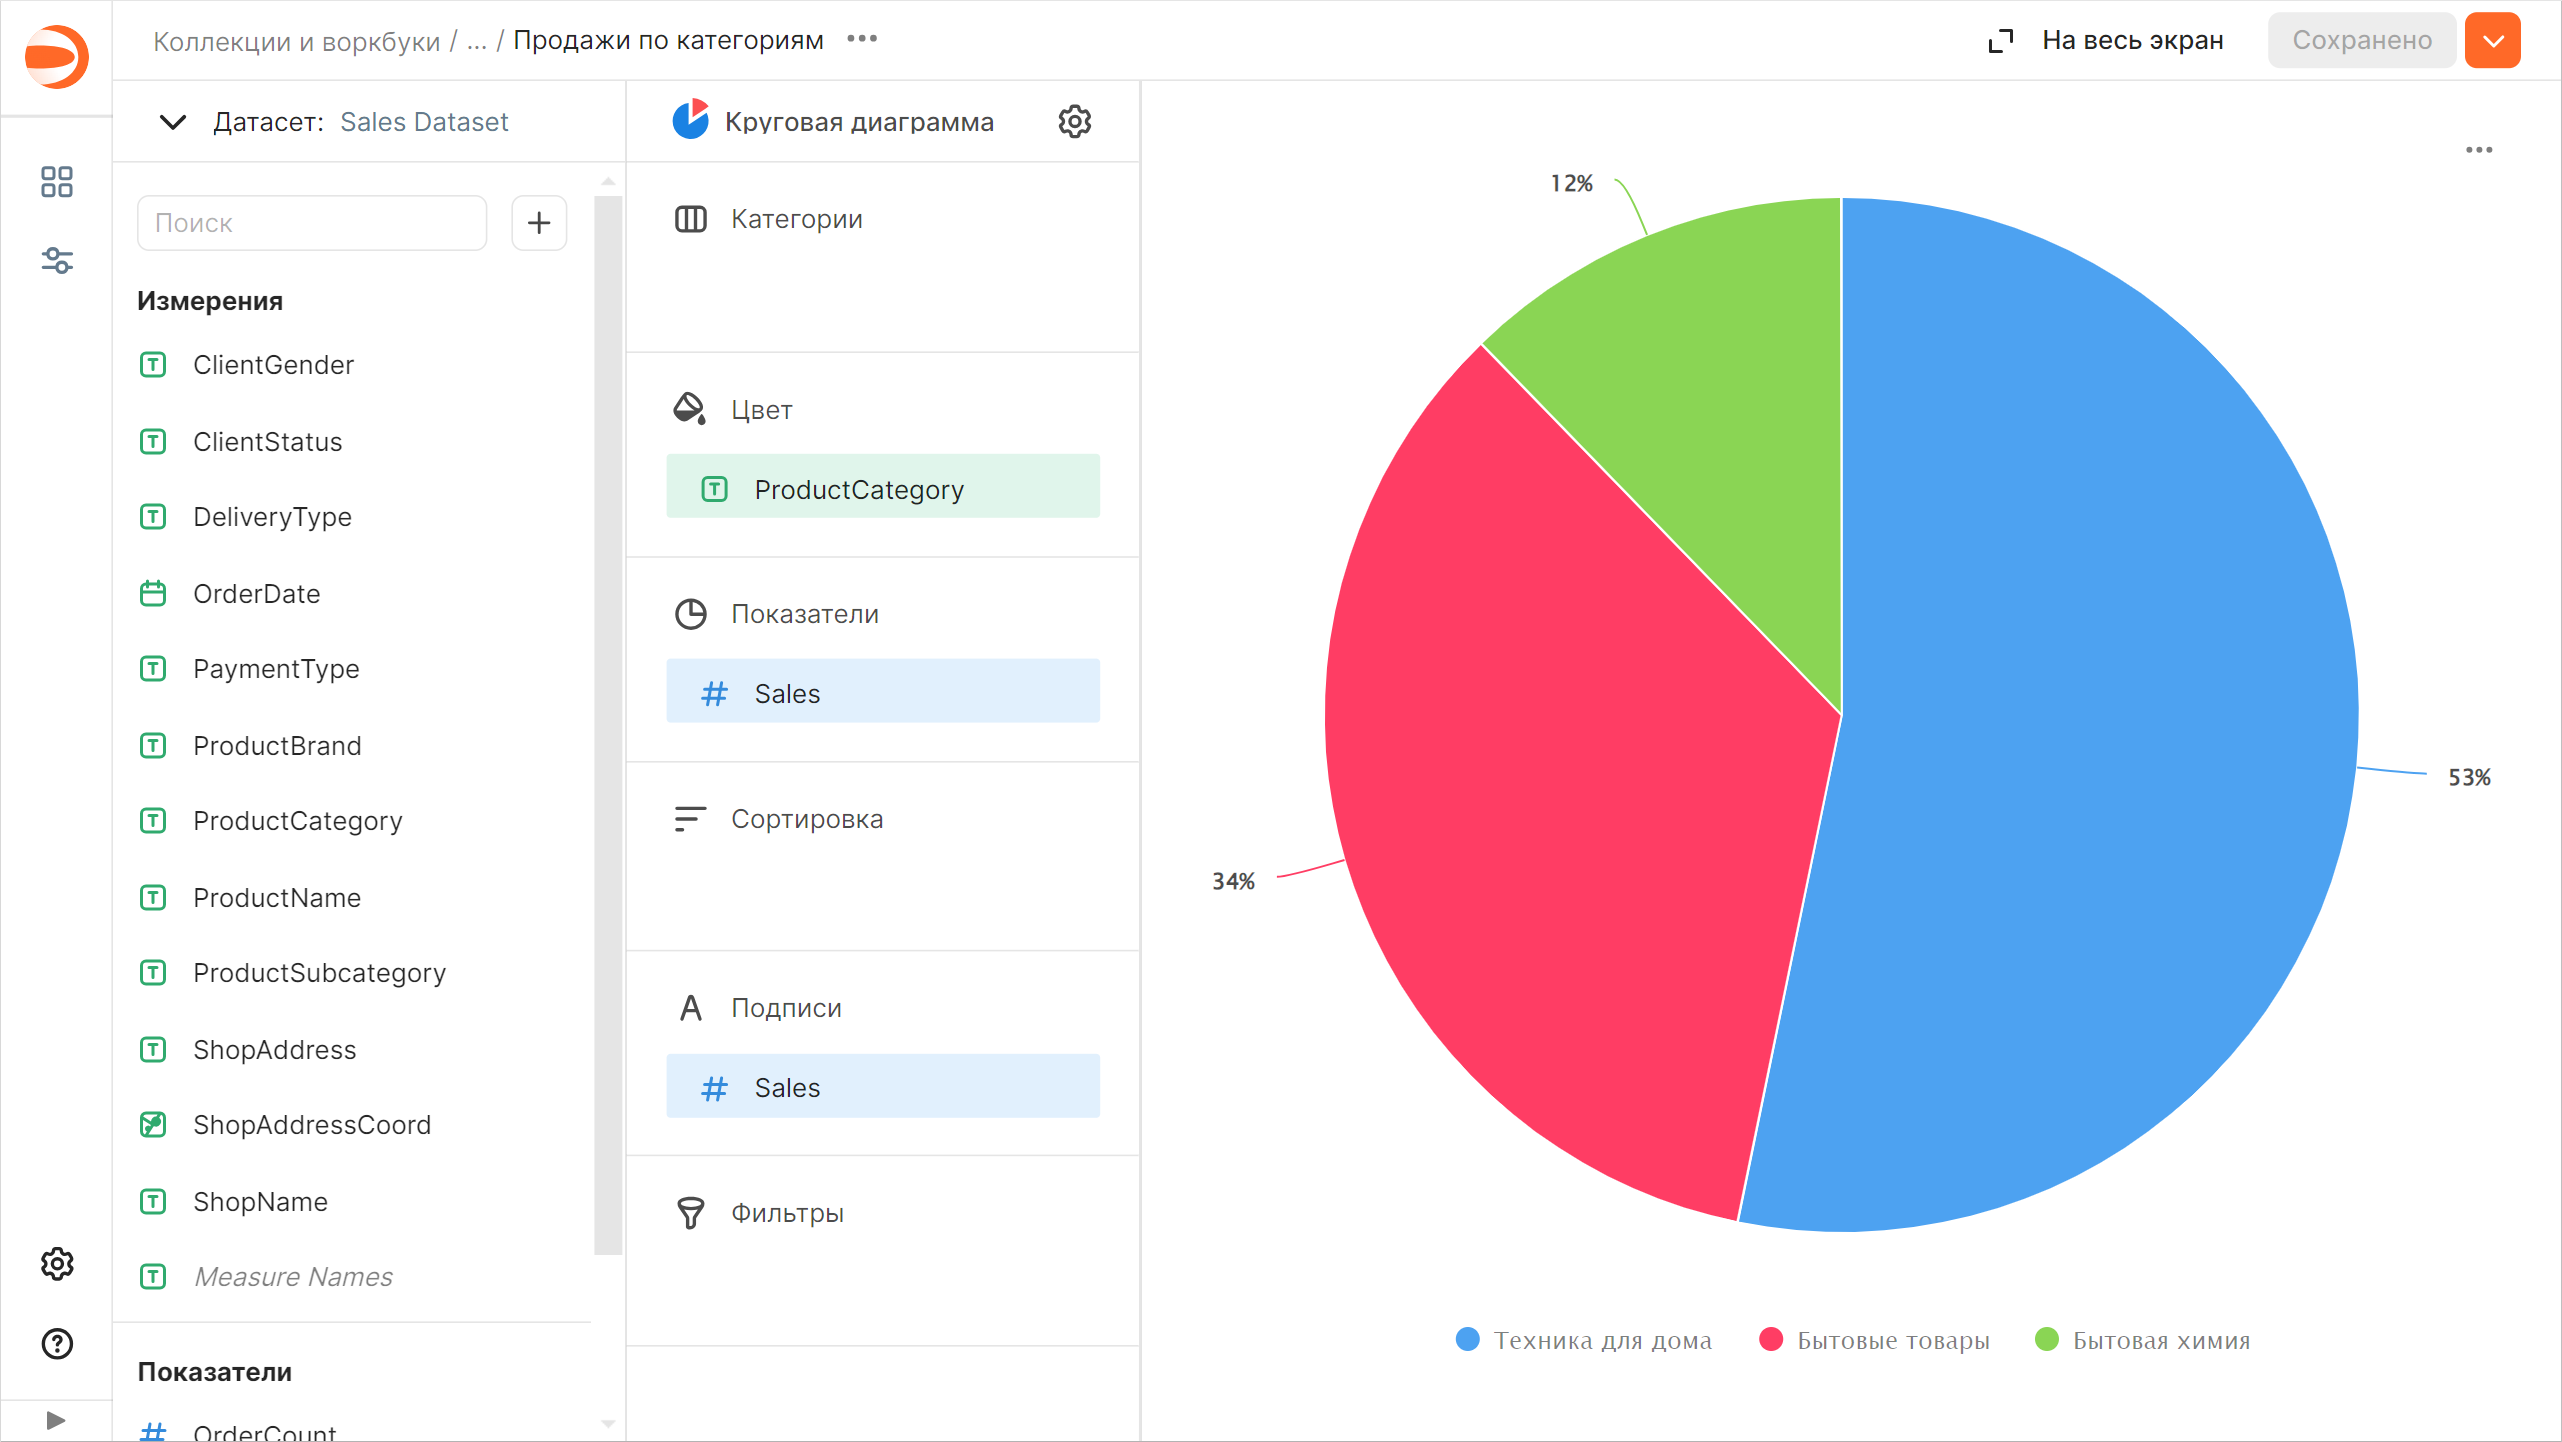 Коллекции и воркбуки / ... / Продажи по категориям
На весь экран
Сохранено
Датасет: Sales Dataset
Поиск
Измерения
ClientGender
ClientStatus
DeliveryType
OrderDate
PaymentType
ProductBrand
ProductCategory
ProductName
ProductSubcategory
ShopAddress
ShopAddressCoord
ShopName
Measure Names
Показатели
OrderCount
Круговая диаграмма
Категории
Цвет
ProductCategory
Показатели
Sales
Сортировка
Подписи
Sales
Фильтры
12%
53%
34%
Техника для дома
Бытовые товары
Бытовая химия